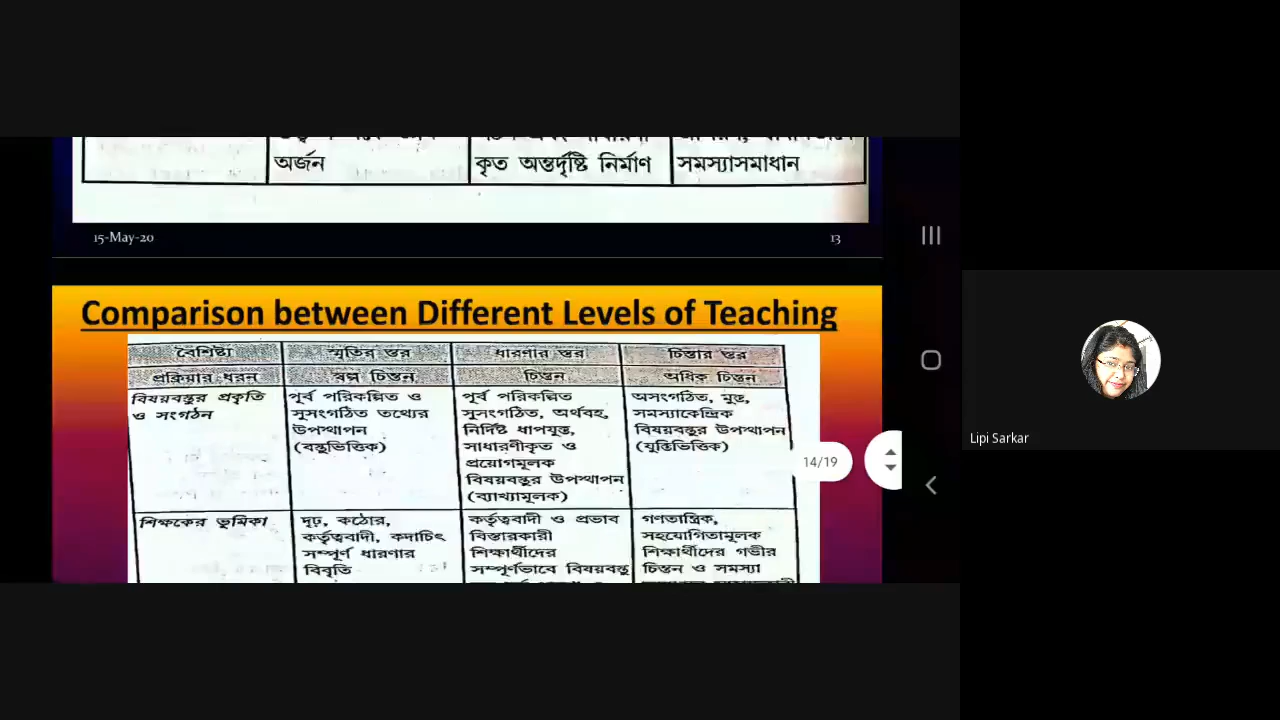 অর্জন
কৃত অন্তর্দৃষ্টি নির্মাণ
সমস্যাসমাধান
15-May-20
13
Comparison between Different Levels of Teaching
বৈশিষ্ট্য স্মৃতির স্তর ধারণার স্তর চিন্তার স্তর
প্রক্রিয়ার ধরন স্বল্প চিন্তন চিন্তন অধিক চিন্তন
বিষয়বস্তুর প্রকৃতি
ও সংগঠন
পূর্ব পরিকল্পিত ও
সুসংগঠিত তথ্যের
উপস্থাপন
(বস্তুভিত্তিক)
পূর্ব পরিকল্পিত
সুসংগঠিত, অর্থবহ,
নির্দিষ্ট ধাপযুক্ত,
সাধারণীকৃত ও
প্রয়োগমূলক
বিষয়বস্তুর উপস্থাপন
(ব্যাখ্যামূলক)
অসংগঠিত, মুক্ত,
সমস্যাকেন্দ্রিক
বিষয়বস্তুর উপস্থাপন
(যুক্তিভিত্তিক)
শিক্ষকের ভূমিকা
দৃঢ়, কঠোর,
কর্তৃত্ববাদী, কদাচিৎ
সম্পূর্ণ ধারণার
বিবৃতি
কর্তৃত্ববাদী ও প্রভাব
বিস্তারকারী
শিক্ষার্থীদের
সম্পূর্ণভাবে বিষয়বস্তু
গণতান্ত্রিক,
সহযোগিতামূলক
শিক্ষার্থীদের গভীর
চিন্তন ও সমস্যা
14/19
Lipi Sarkar